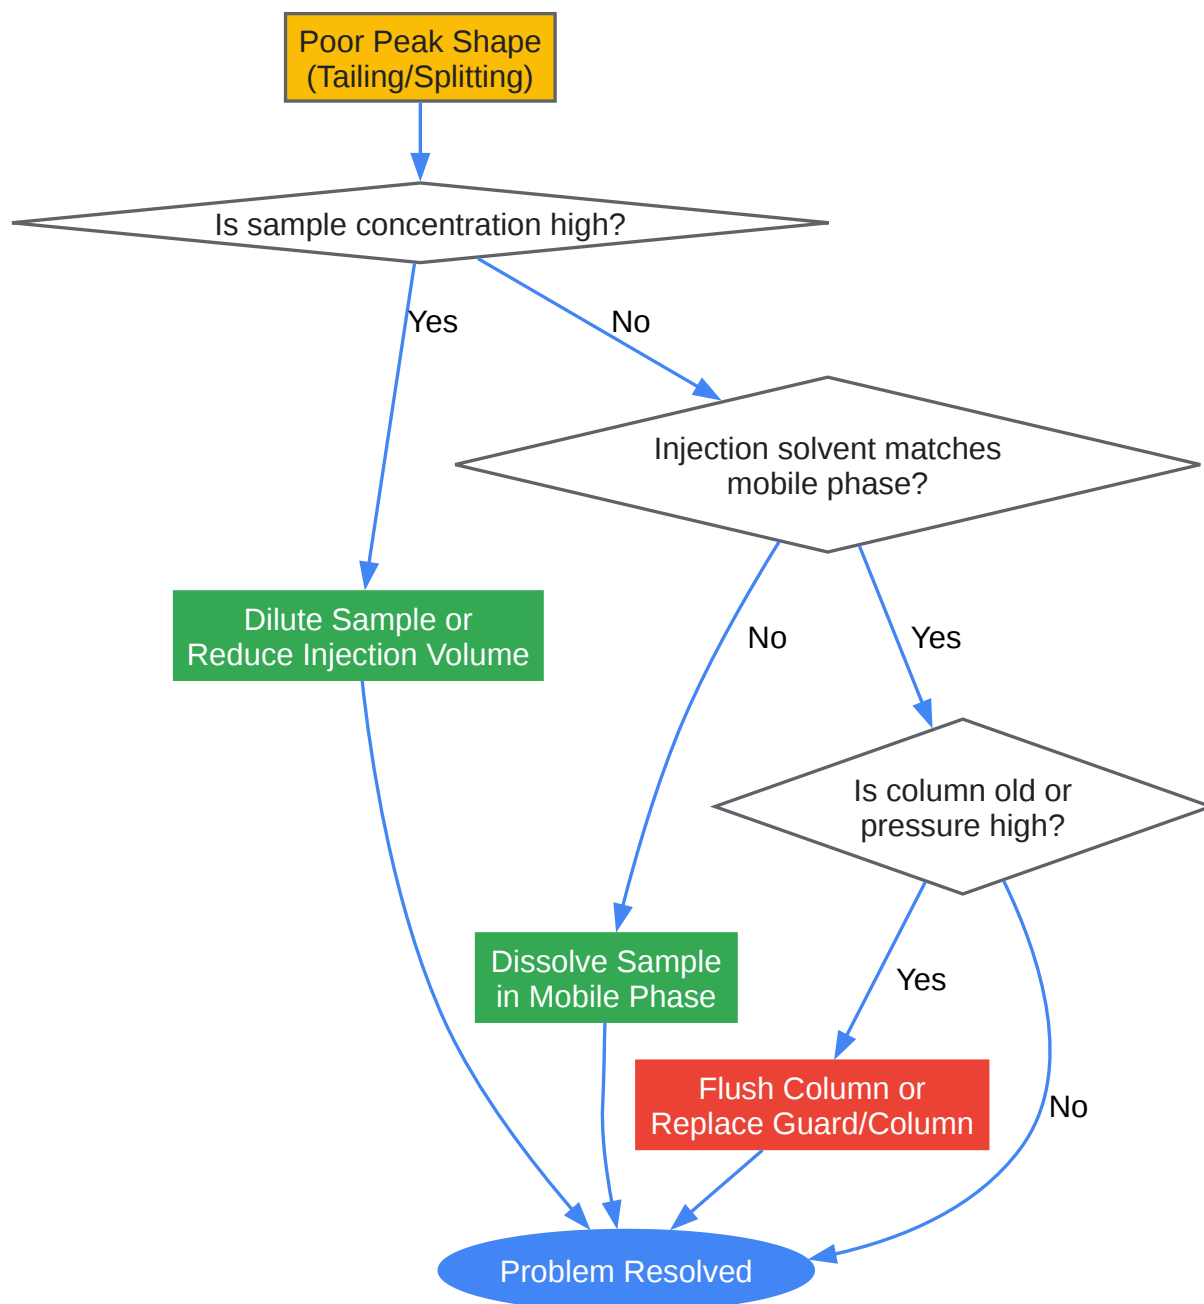 Poor Peak Shape
(Tailing/Splitting)
Is sample concentration high?
Yes
No
Injection solvent matches
mobile phase?
Dilute Sample or
Reduce Injection Volume
No
Yes
Is column old or
pressure high?
Dissolve Sample
in Mobile Phase
Yes
Flush Column or
Replace Guard/Column
No
Problem Resolved